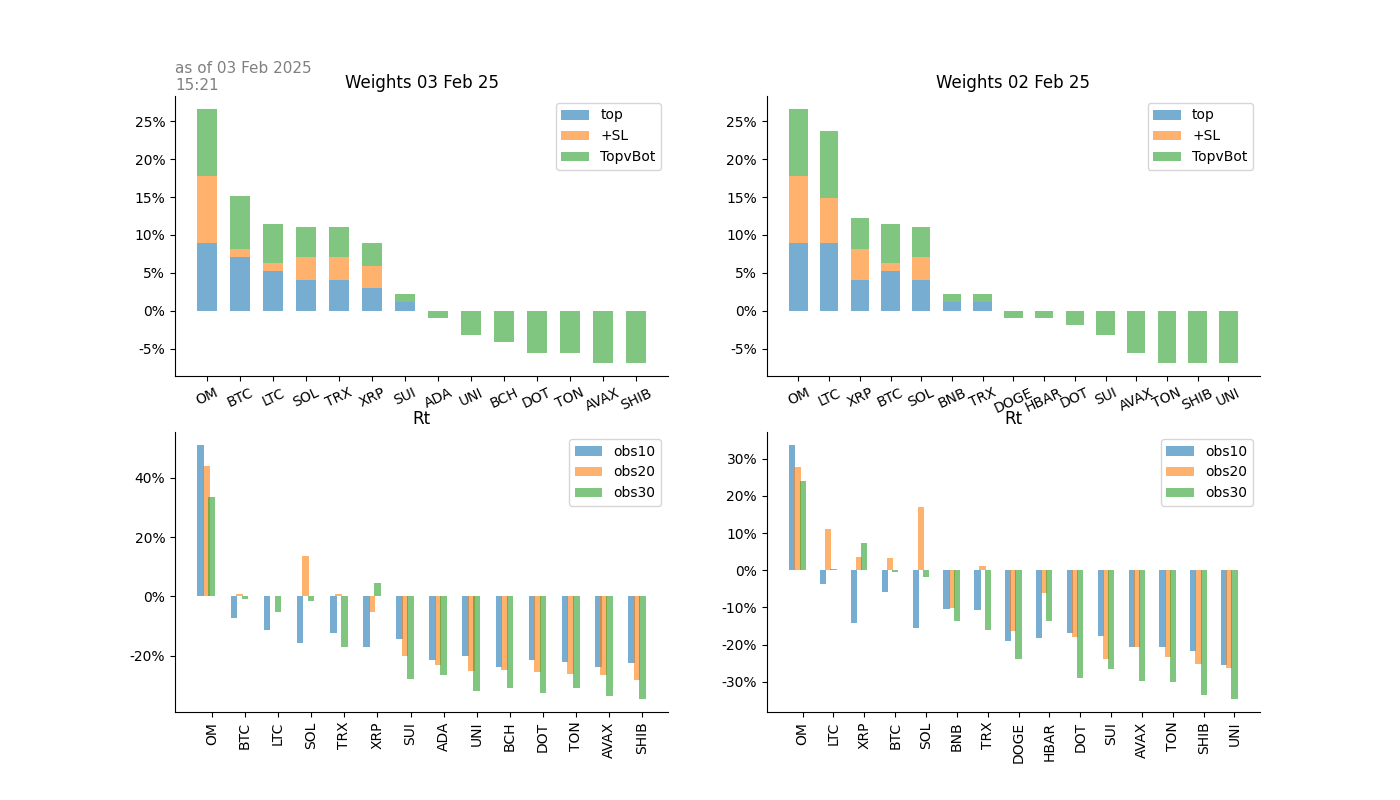 as of 03 Feb 2025
15:21
Weights 03 Feb 25
25%
20%
15%
10%
5%
0%
-5%
top
+SL
TopvBot
OM BTC LTC SOL TRX XRP SUI ADA UNI BCH DOT TON AVAX SHIB
Weights 02 Feb 25
25%
20%
15%
10%
5%
0%
-5%
top
+SL
TopvBot
OM LTC XRP BTC SOL BNB TRX DOGE HBAR DOT SUI AVAX TON SHIB UNI
Rt
40%
20%
0%
-20%
obs10
obs20
obs30
OM BTC LTC SOL TRX XRP SUI ADA UNI BCH DOT TON AVAX SHIB
Rt
30%
20%
10%
0%
-10%
-20%
-30%
obs10
obs20
obs30
OM LTC XRP BTC SOL BNB TRX DOGE HBAR DOT SUI AVAX TON SHIB UNI